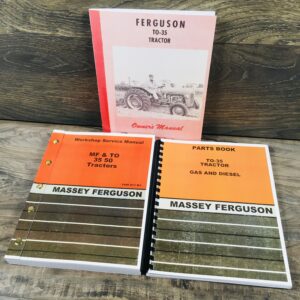 FERGUSON
TO-35
TRACTOR
Owner's Manual
Workshop Service Manual
MF & TO
35 50
Tractors
MASSEY FERGUSON
PARTS BOOK
TO-35
TRACTOR
GAS AND DIESEL
MASSEY FERGUSON